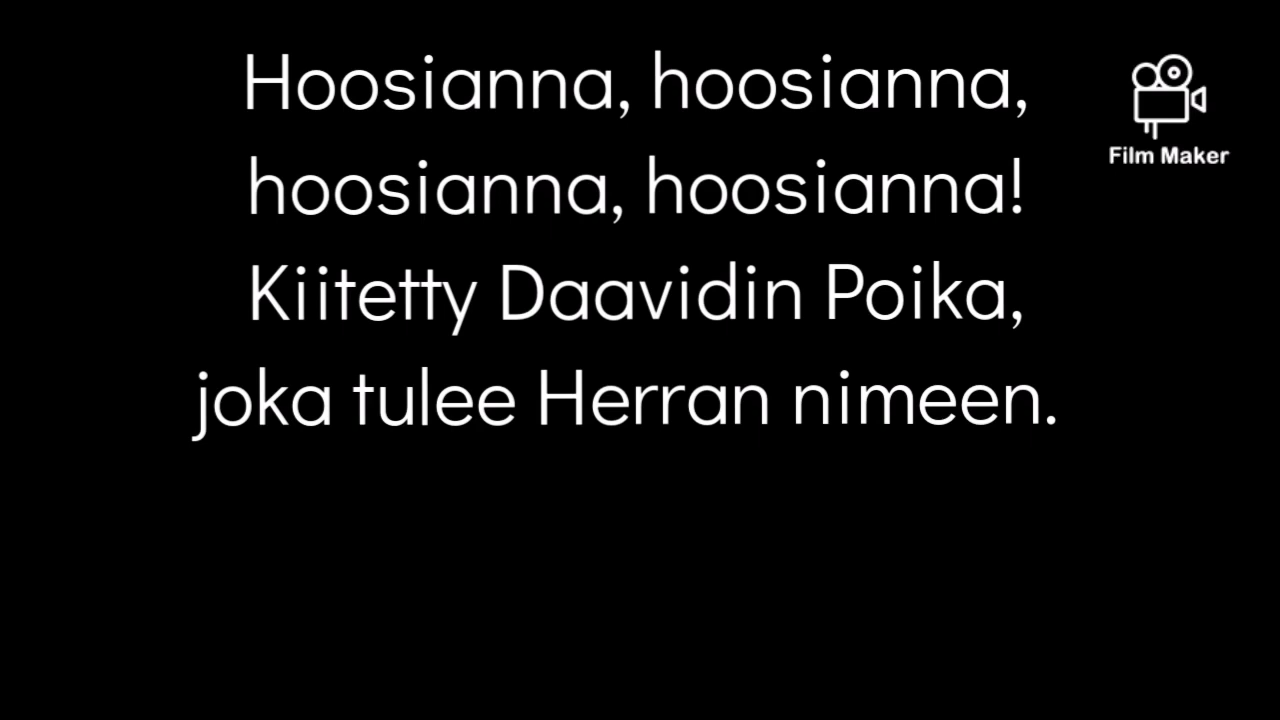 Hoosianna, hoosianna,
hoosianna, hoosianna!
Kiitetty Daavidin Poika,
joka tulee Herran nimeen.
Film Maker